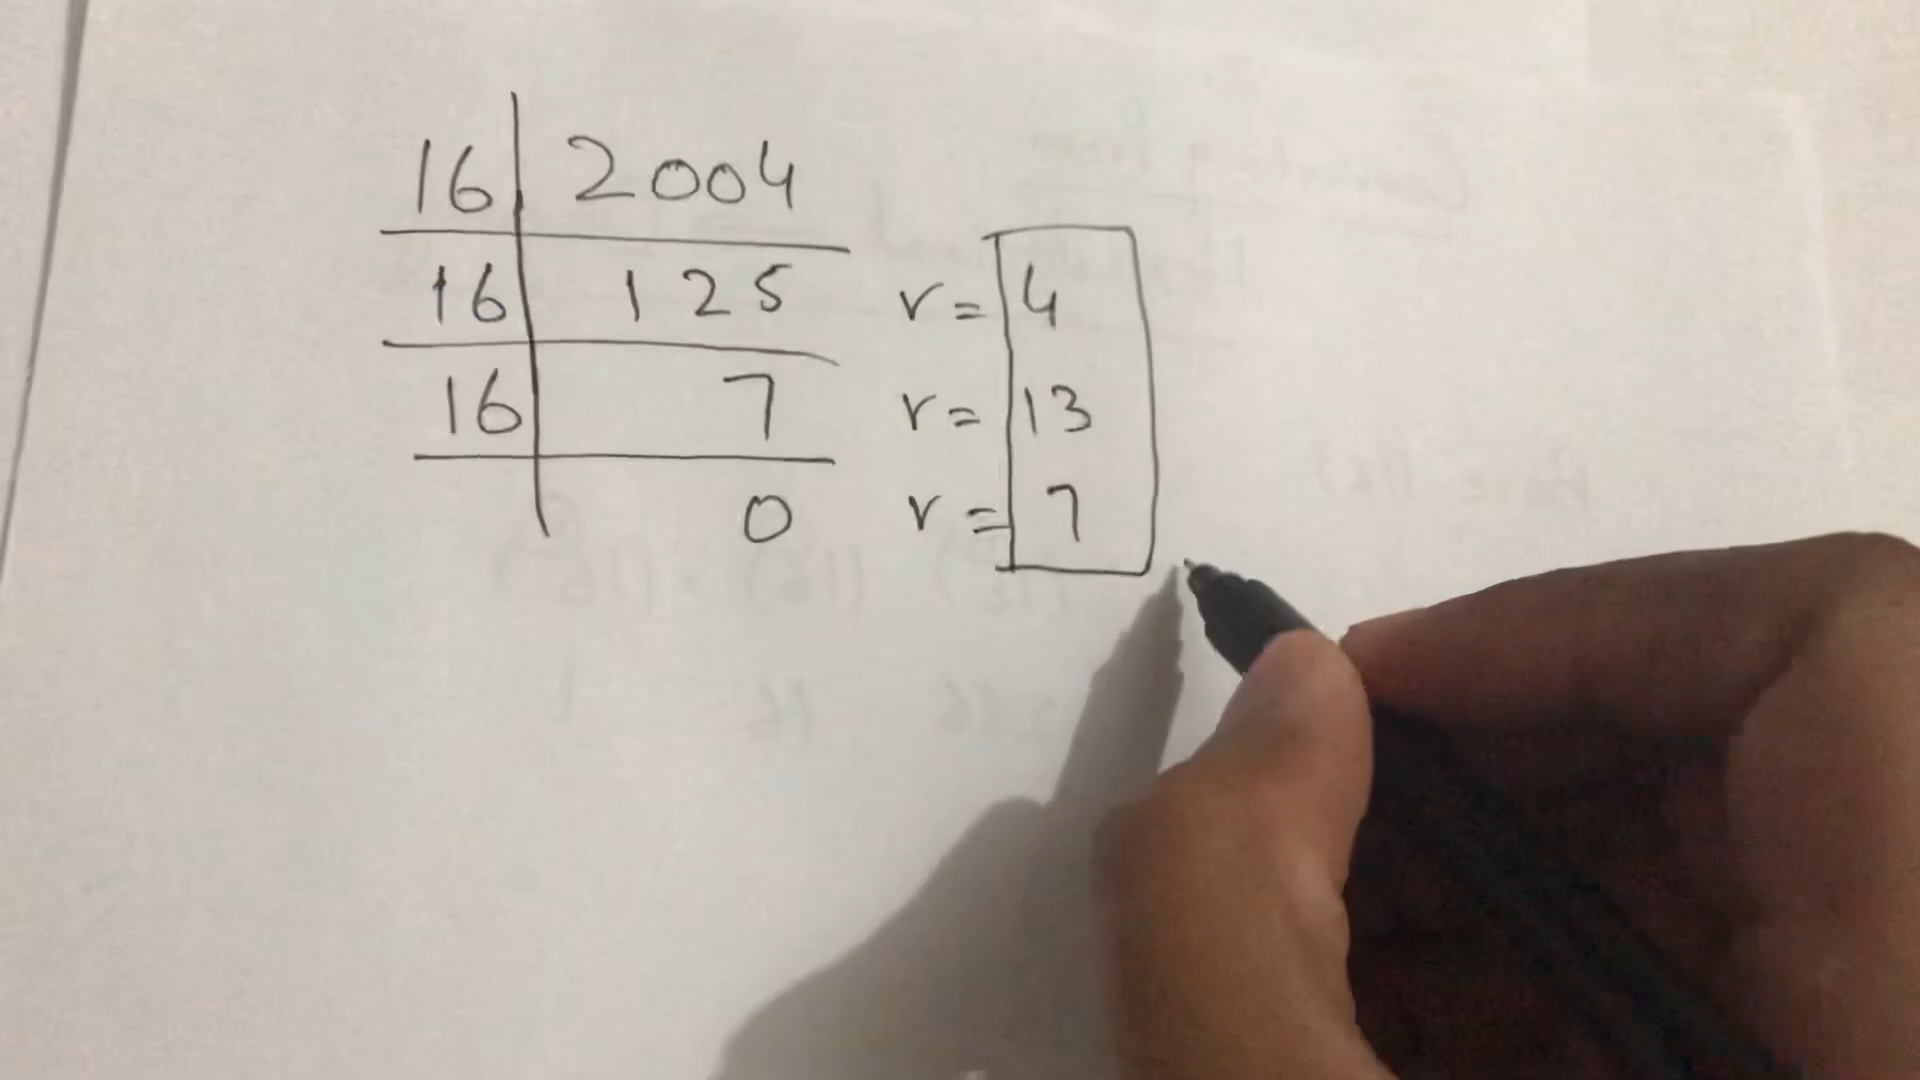 16 2004
16 125 r = 4
16 7 r = 13
0 r = 7